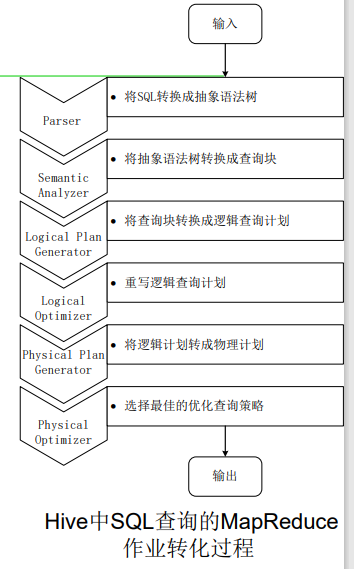 输入
Parser
• 将SQL转换成抽象语法树
Semantic
Analyzer
• 将抽象语法树转换成查询块
Logical Plan
Generator
• 将查询块转换成逻辑查询计划
Logical
Optimizer
• 重写逻辑查询计划
Physical Plan
Generator
• 将逻辑计划转成物理计划
Physical
Optimizer
• 选择最佳的优化查询策略
输出
Hive中SQL查询的MapReduce
作业转化过程